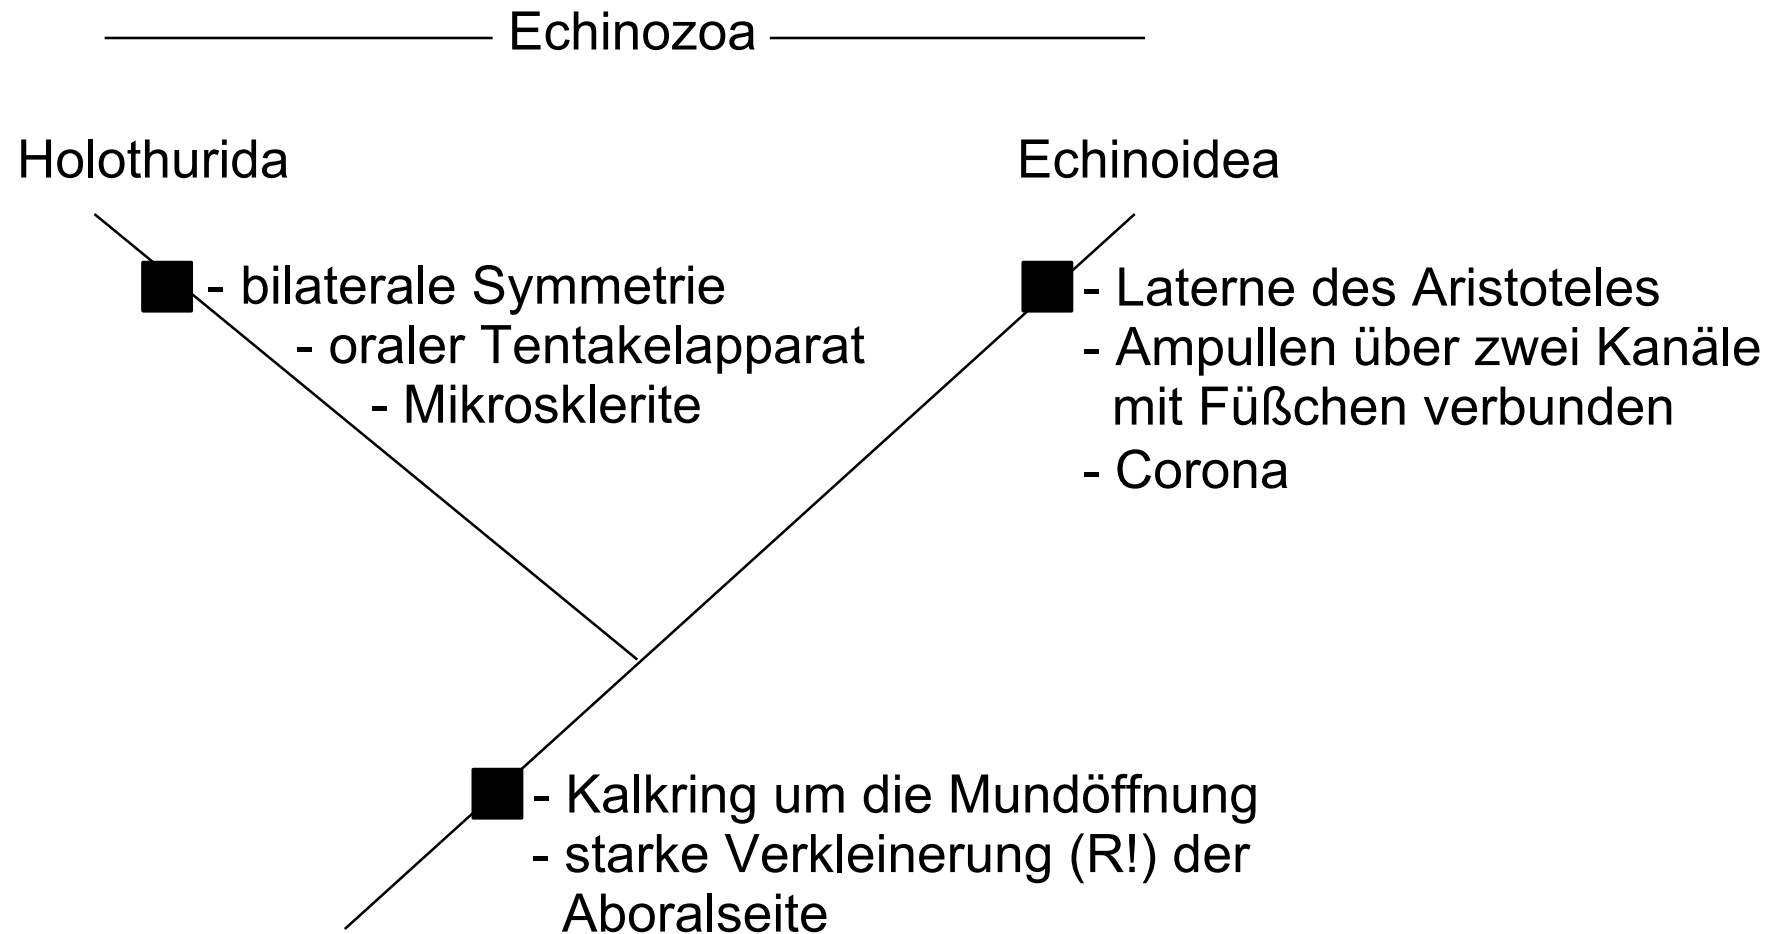 Echinozoa
Holothurida
Echinoidea
- bilaterale Symmetrie
- oraler Tentakelapparat
- Mikrosklerite
- Laterne des Aristoteles
- Ampullen über zwei Kanäle
mit Füßchen verbunden
- Corona
- Kalkring um die Mundöffnung
- starke Verkleinerung (R!) der
Aboralseite